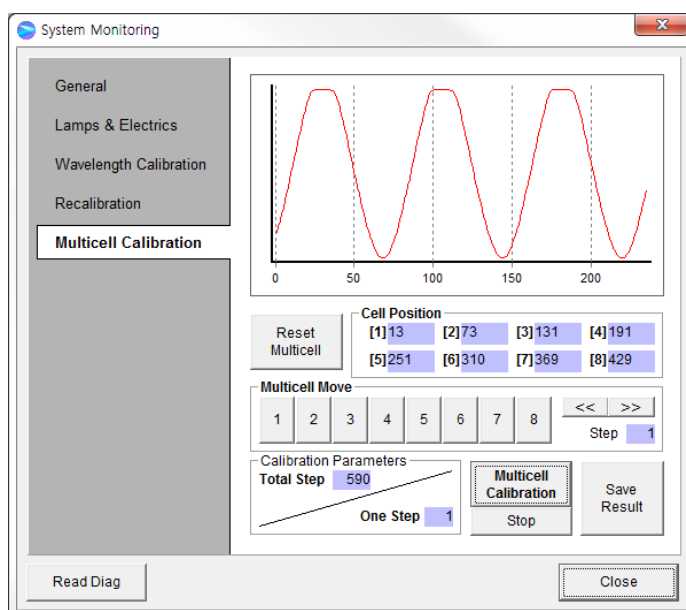 System Monitoring
X
General
Lamps & Electrics
Wavelength Calibration
Recalibration
Multicell Calibration
0 50 100 150 200
Reset
Multicell
Cell Position
[1] 13 [2] 73 [3] 131 [4] 191
[5] 251 [6] 310 [7] 369 [8] 429
Multicell Move
1 2 3 4 5 6 7 8
<< >>
Step 1
Calibration Parameters
Total Step 590
One Step 1
Multicell
Calibration
Stop
Save
Result
Read Diag
Close